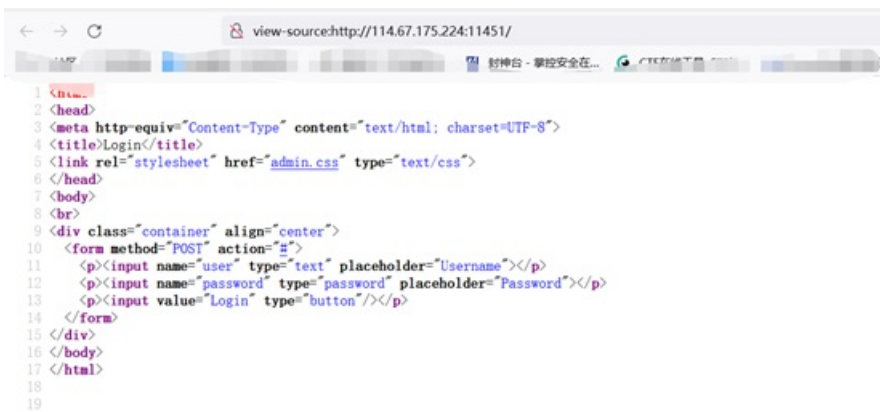 view-source:http://114.67.175.224:11451/
封神台 - 掌控安全在...
1 <html>
2 <head>
3 <meta http-equiv="Content-Type" content="text/html; charset=UTF-8">
4 <title>Login</title>
5 <link rel="stylesheet" href="admin.css" type="text/css">
6 </head>
7 <body>
8 <br>
9 <div class="container" align="center">
10 <form method="POST" action="#">
11 <p><input name="user" type="text" placeholder="Username"></p>
12 <p><input name="password" type="password" placeholder="Password"></p>
13 <p><input value="Login" type="button"/></p>
14 </form>
15 </div>
16 </body>
17 </html>
18
19